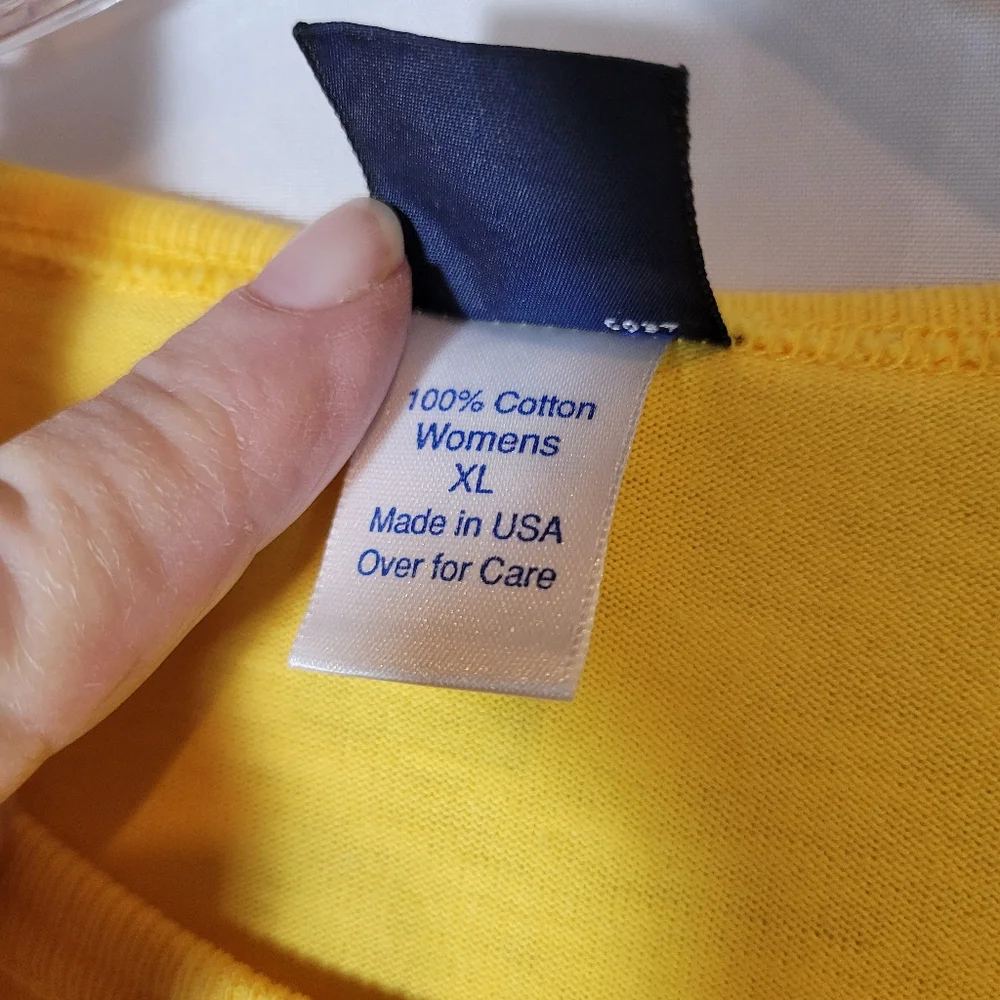 100% Cotton
Womens
XL
Made in USA
Over for Care